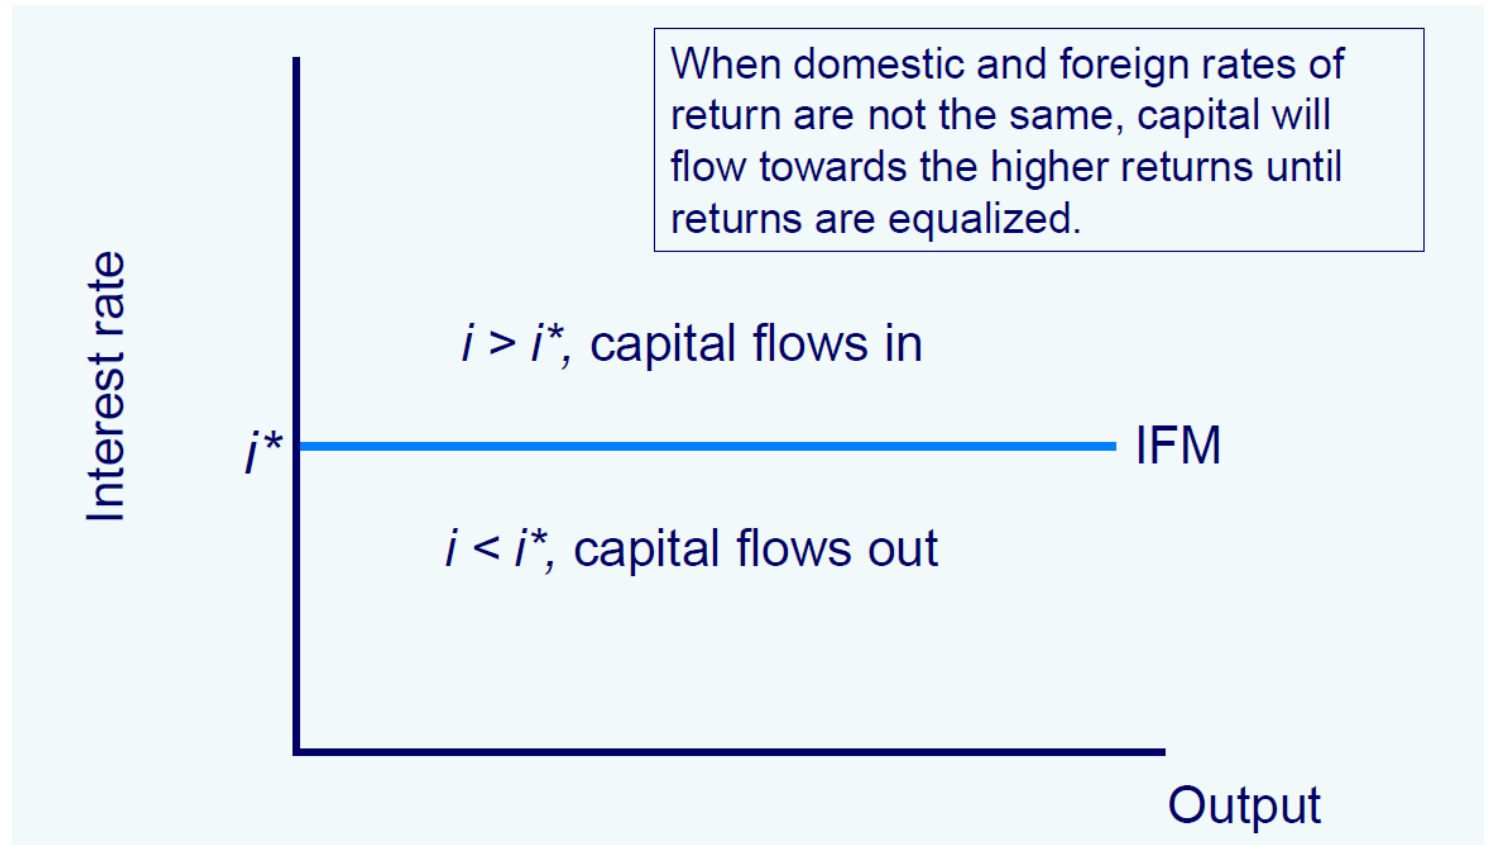 When domestic and foreign rates of
return are not the same, capital will
flow towards the higher returns until
returns are equalized.
Interest rate
i > i*, capital flows in
i*
IFM
i < i*, capital flows out
Output